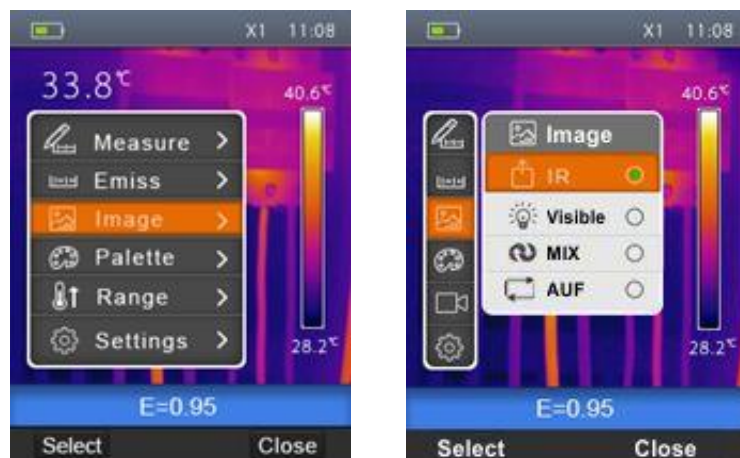 X1 11:08
33.8℃
40.6℃
Measure >
Emiss >
Image >
Palette >
Range >
Settings >
28.2℃
E=0.95
Select Close
X1 11:08
40.6℃
Image
IR
Visible
MIX
AUF
28.2℃
E=0.95
Select Close